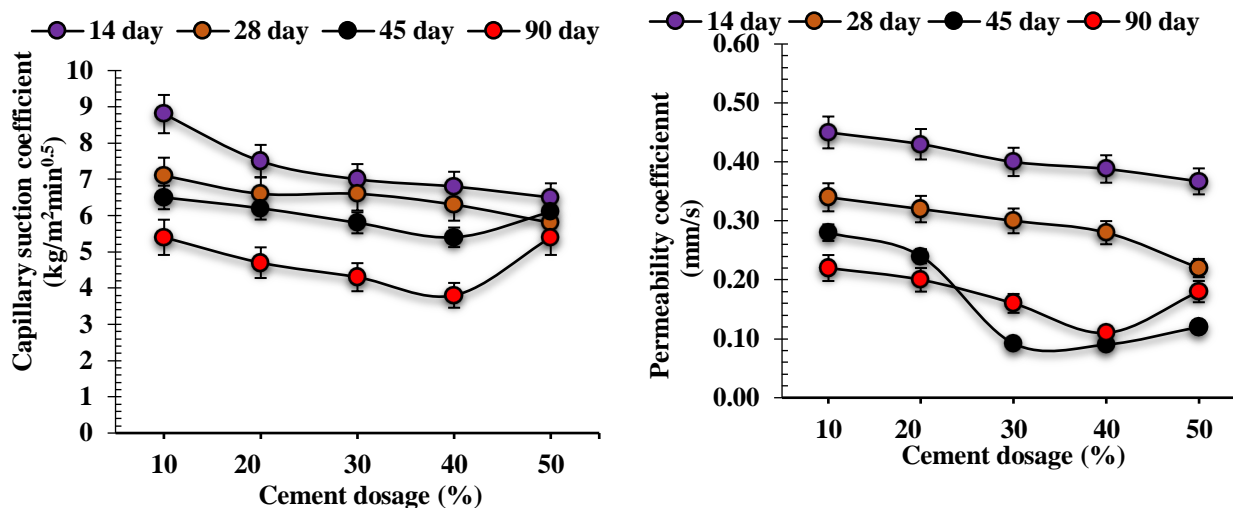 14 day 28 day 45 day 90 day
Capillary suction coefficient
(kg/m²min⁰·⁵)
10
9
8
7
6
5
4
3
2
1
0
10 20 30 40 50
Cement dosage (%)
14 day 28 day 45 day 90 day
Permeability coefficiennt
(mm/s)
0.60
0.40
0.30
0.20
0.10
0.00
10 20 30 40 50
Cement dosage (%)